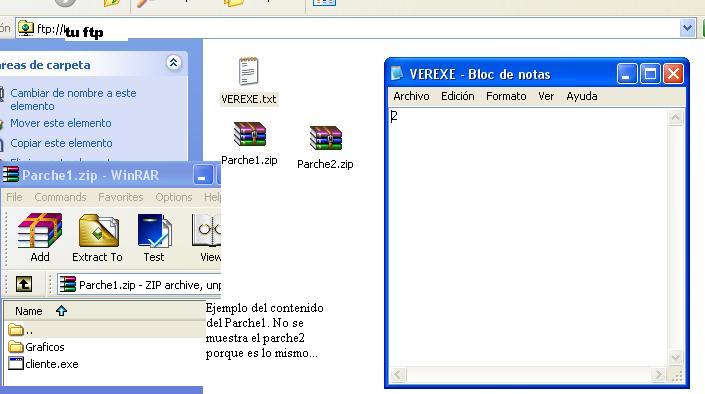 ón
ftp://
tu ftp
areas de carpeta
Cambiar de nombre a este
elemento
Mover este elemento
Copiar este elemento
VEREXE.txt
Parche1.zip
Parche2.zip
VEREXE - Bloc de notas
Archivo Edición Formato Ver Ayuda
2
Parche1.zip - WinRAR
File Commands Favorites Options Help
Add Extract To Test View
Parche1.zip - ZIP archive, unp
Name
..
Graficos
cliente.exe
Ejemplo del contenido
del Parche1. No se
muestra el parche2
porque es lo mismo...